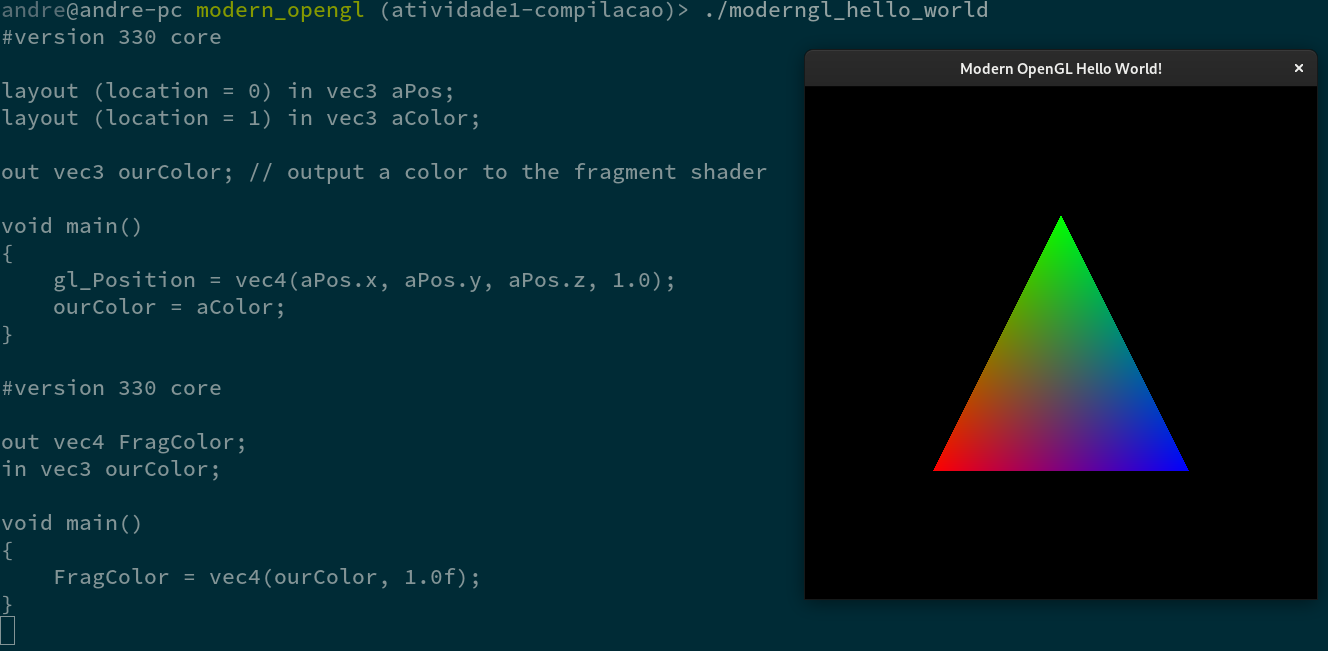 andre@andre-pc modern_opengl (atividade1-compilacao)> ./moderngl_hello_world
#version 330 core
layout (location = 0) in vec3 aPos;
layout (location = 1) in vec3 aColor;
out vec3 ourColor; // output a color to the fragment shader
void main()
{
    gl_Position = vec4(aPos.x, aPos.y, aPos.z, 1.0);
    ourColor = aColor;
}
#version 330 core
out vec4 FragColor;
in vec3 ourColor;
void main()
{
    FragColor = vec4(ourColor, 1.0f);
}
Modern OpenGL Hello World!